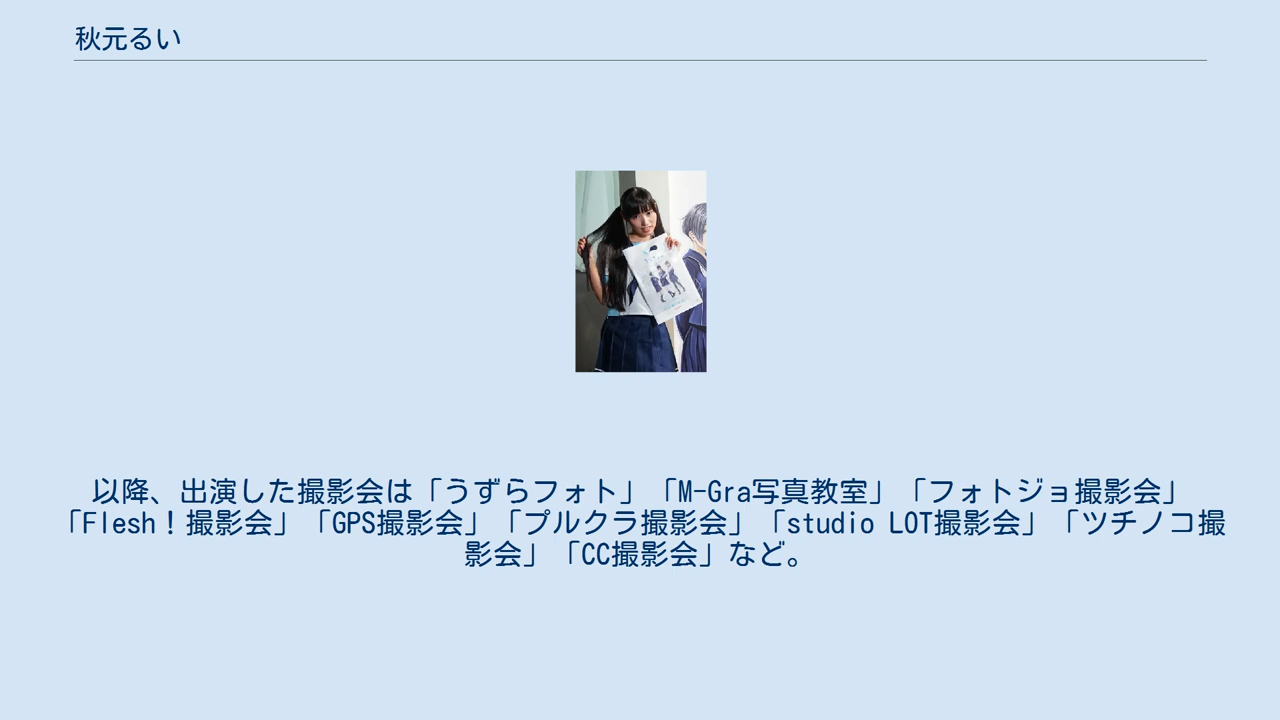 秋元るい
以降、出演した撮影会は「うずらフォト」「M-Gra写真教室」「フォトジョ撮影会」
「Flesh！撮影会」「GPS撮影会」「プルクラ撮影会」「studio LOT撮影会」「ツチノコ撮
影会」「CC撮影会」など。